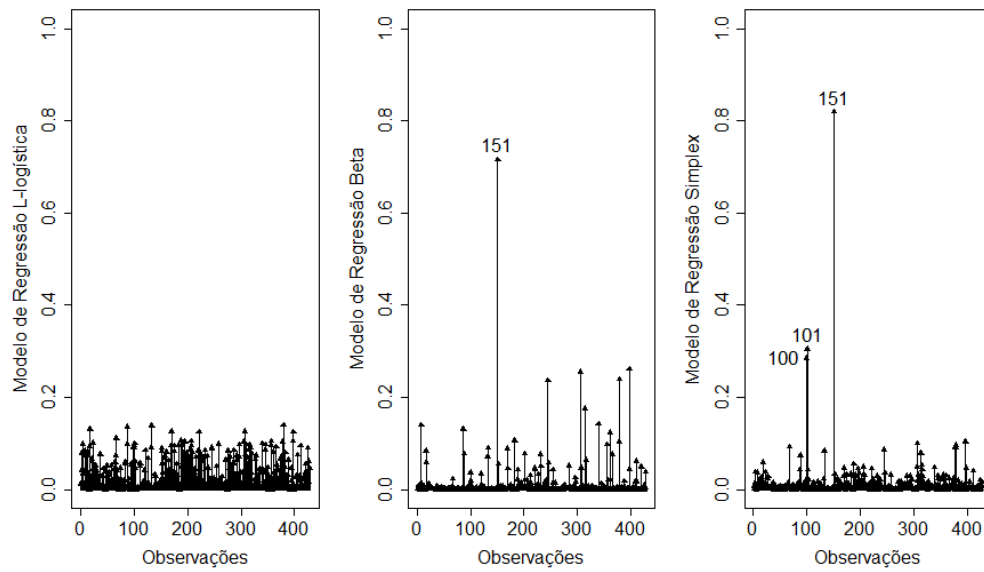 Modelo de Regressão L-logística
0.0 0.2 0.4 0.6 0.8 1.0
0 100 200 300 400
Observações
Modelo de Regressão Beta
0.0 0.2 0.4 0.6 0.8 1.0
151
0 100 200 300 400
Observações
Modelo de Regressão Simplex
0.0 0.2 0.4 0.6 0.8 1.0
151
101
100
0 100 200 300 400
Observações